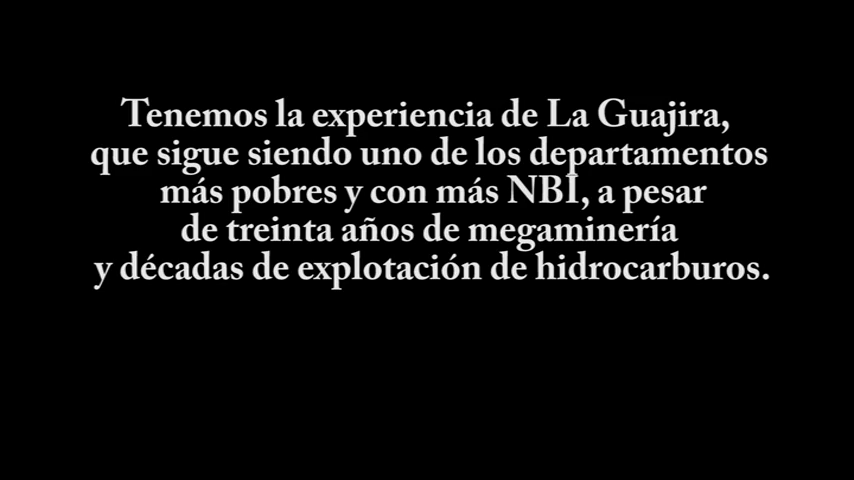 Tenemos la experiencia de La Guajira,
que sigue siendo uno de los departamentos
más pobres y con más NBI, a pesar
de treinta años de megaminería
y décadas de explotación de hidrocarburos.